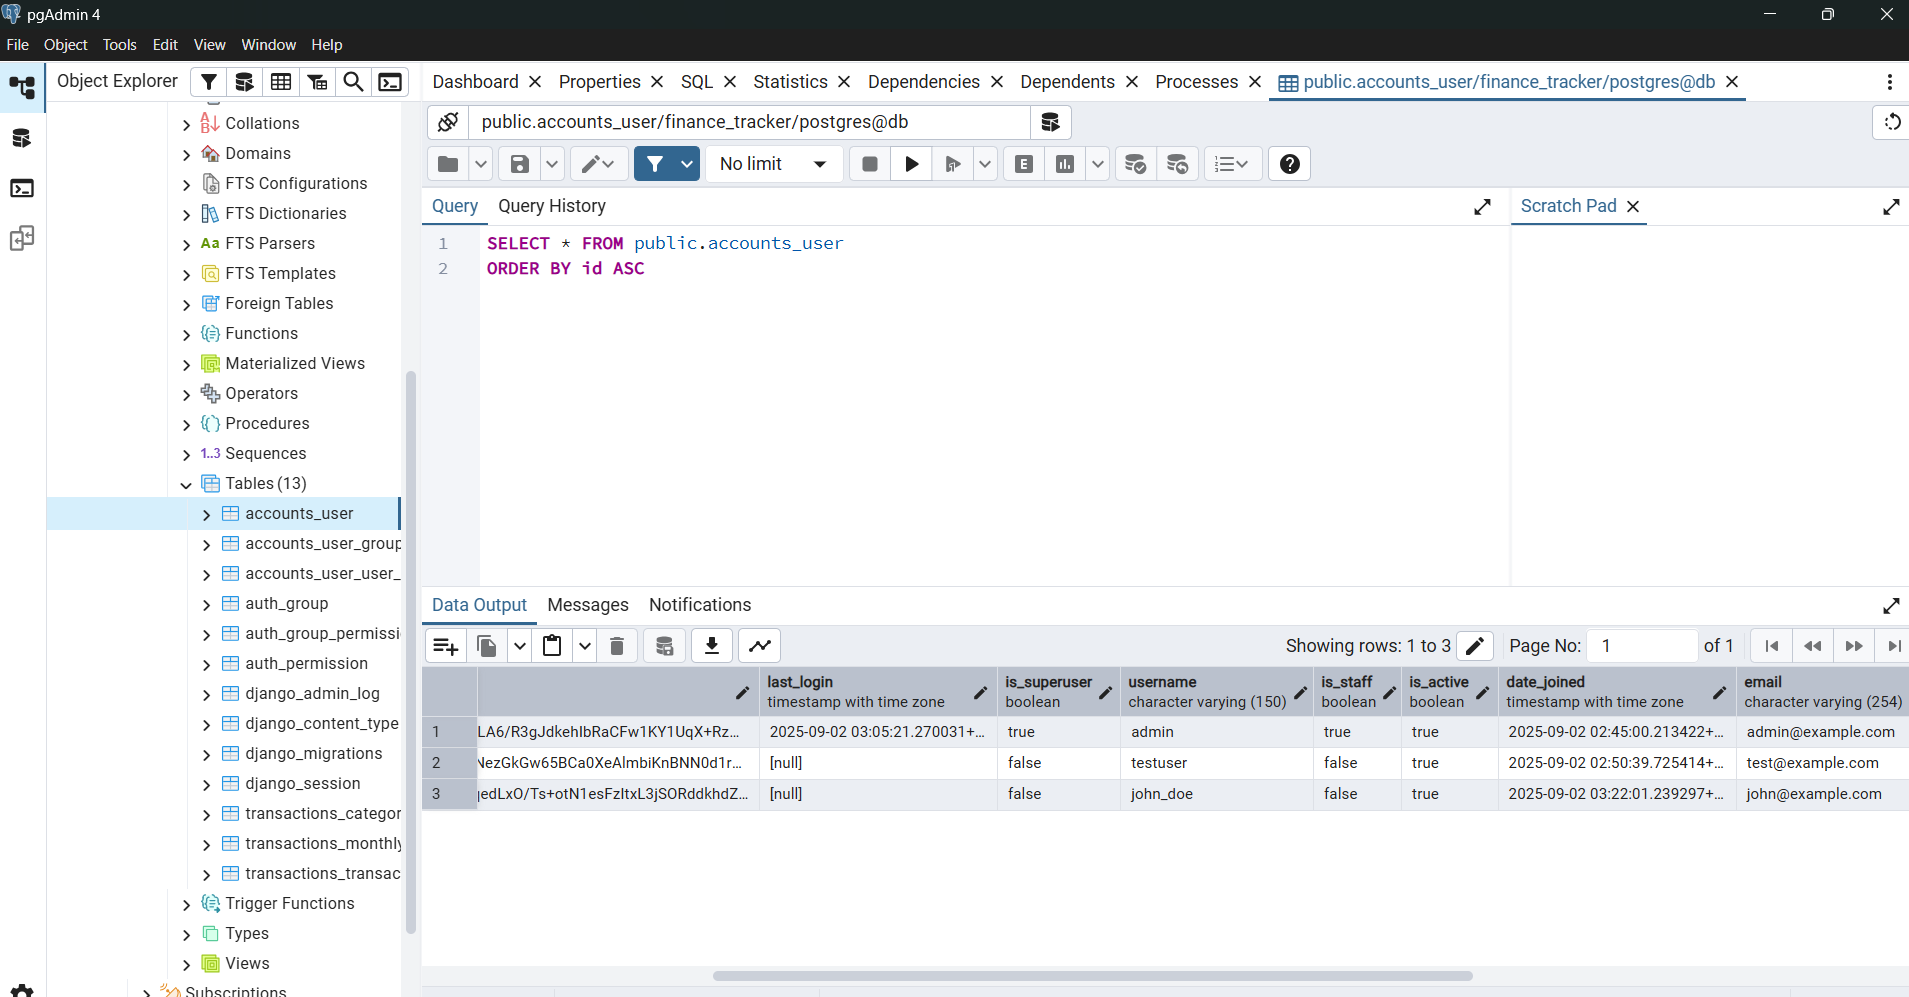 pgAdmin 4
File Object Tools Edit View Window Help
Object Explorer
Dashboard Properties SQL Statistics Dependencies Dependents Processes public.accounts_user/finance_tracker/postgres@db
public.accounts_user/finance_tracker/postgres@db
No limit
E
Query Query History
Scratch Pad
1 SELECT * FROM public.accounts_user
2 ORDER BY id ASC
Collations
Domains
FTS Configurations
FTS Dictionaries
Aa FTS Parsers
FTS Templates
Foreign Tables
Functions
Materialized Views
Operators
Procedures
1..3 Sequences
Tables (13)
accounts_user
accounts_user_group
accounts_user_user_
auth_group
auth_group_permissi
auth_permission
django_admin_log
django_content_type
django_migrations
django_session
transactions_categor
transactions_monthly
transactions_transac
Trigger Functions
Types
Views
Subscriptions
Data Output Messages Notifications
Showing rows: 1 to 3 Page No: 1 of 1
last_login is_superuser username is_staff is_active date_joined email
timestamp with time zone boolean character varying (150) boolean boolean timestamp with time zone character varying (254)
1 LA6/R3gJdkehIbRaCFw1KY1UqX+Rz... 2025-09-02 03:05:21.270031+... true admin true true 2025-09-02 02:45:00.213422+... admin@example.com
2 NezGkGw65BCa0XeAlmbiKnBNN0d1r... [null] false testuser false true 2025-09-02 02:50:39.725414+... test@example.com
3 edLxO/Ts+otN1esFzltxL3jSORddkhdZ... [null] false john_doe false true 2025-09-02 03:22:01.239297+... john@example.com